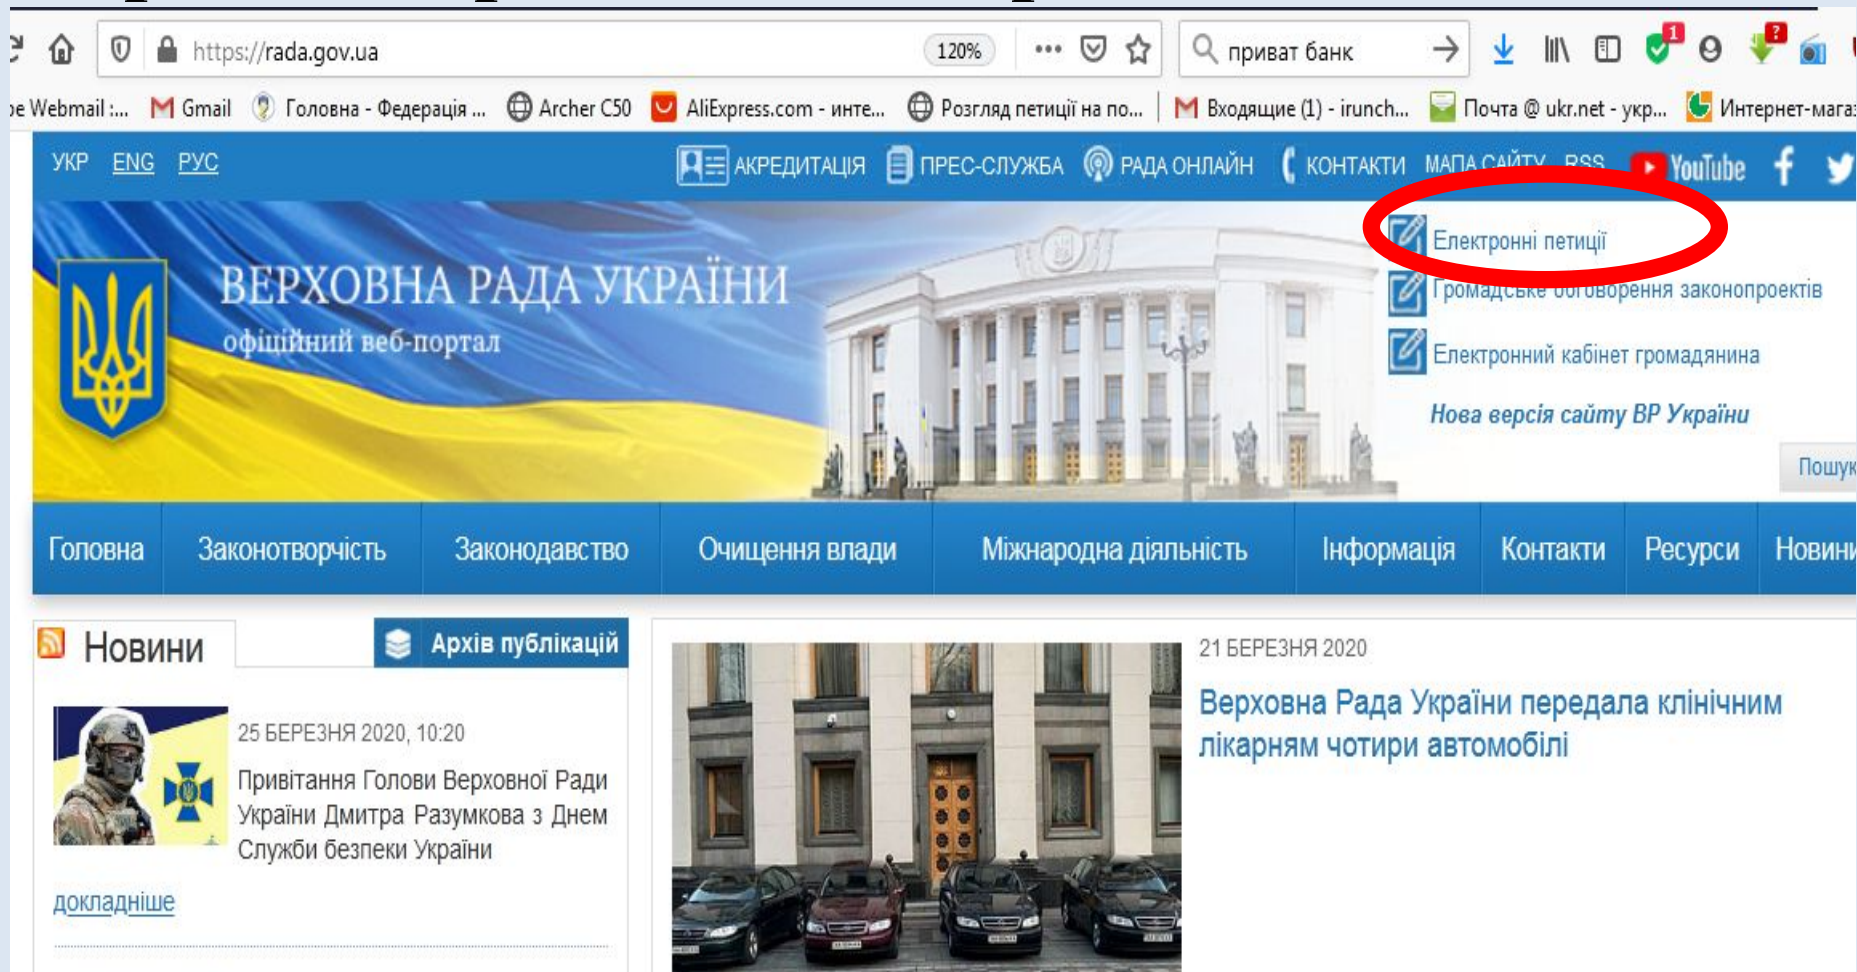 https://rada.gov.ua
120%
приват банк
1
?
Webmail :...
Gmail
Головна - Федерація ...
Archer C50
AliExpress.com - инте...
Розгляд петиції на по...
Входящие (1) - irunch...
Почта @ ukr.net - укр...
Интернет-мага
УКР ENG РУС
АКРЕДИТАЦІЯ ПРЕС-СЛУЖБА РАДА ОНЛАЙН КОНТАКТИ МАПА САЙТУ RSS YouTube
Електронні петиції
ВЕРХОВНА РАДА УКРАЇНИ
офіційний веб-портал
Громадське обговорення законопроектів
Електронний кабінет громадянина
Нова версія сайту ВР України
Пошук
Головна Законотворчість Законодавство Очищення влади Міжнародна діяльність Інформація Контакти Ресурси Новини
Новини
Архів публікацій
25 БЕРЕЗНЯ 2020, 10:20
Привітання Голови Верховної Ради
України Дмитра Разумкова з Днем
Служби безпеки України
докладніше
21 БЕРЕЗНЯ 2020
Верховна Рада України передала клінічним
лікарням чотири автомобілі